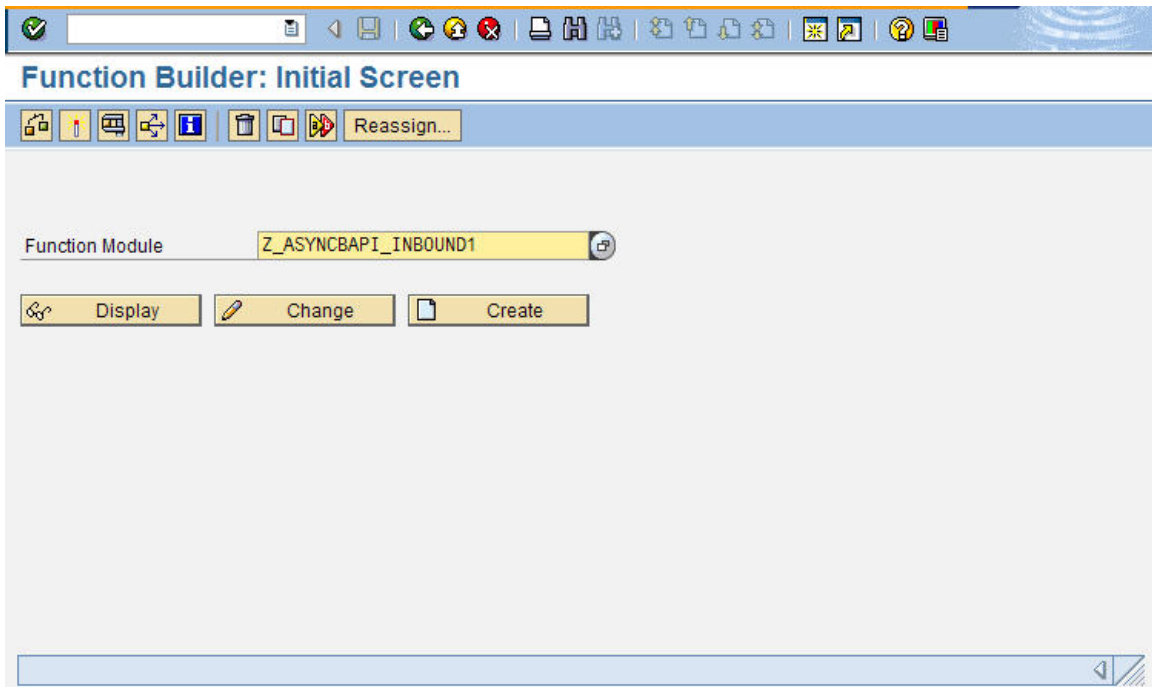 Function Builder: Initial Screen
Reassign...
Function Module Z_ASYNCBAPI_INBOUND1
Display Change Create